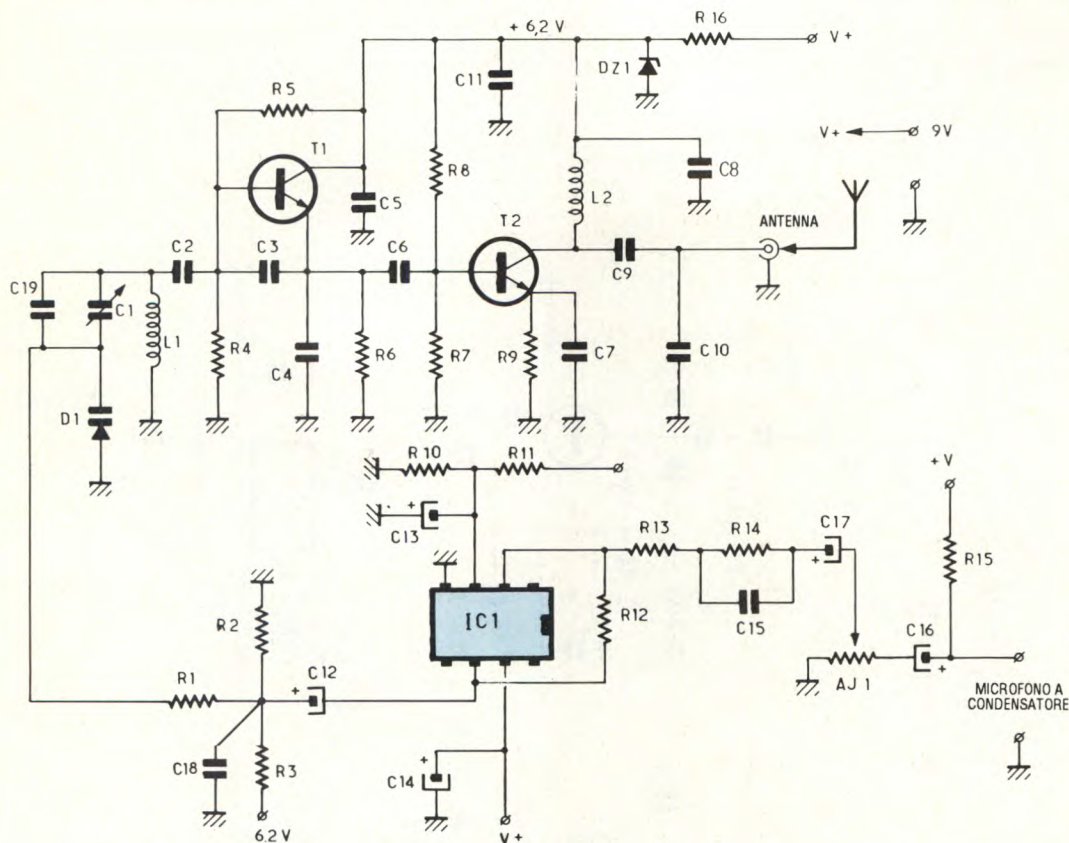 + 6,2 V
R 16
V +
C11
DZ1
R5
T1
R8
V+
9V
C8
L2
C5
T2
ANTENNA
C2
C3
C6
C9
C19
C1
L1
R4
C4
R6
R7
R9
C7
C10
D1
R10
R11
+
C13
+ V
R13
R14
C17
+
R15
IC1
R12
C15
R2
C16
+
AJ 1
MICROFONO A
CONDENSATORE
C12
+
R1
C18
R3
+
C14
6,2 V
V +